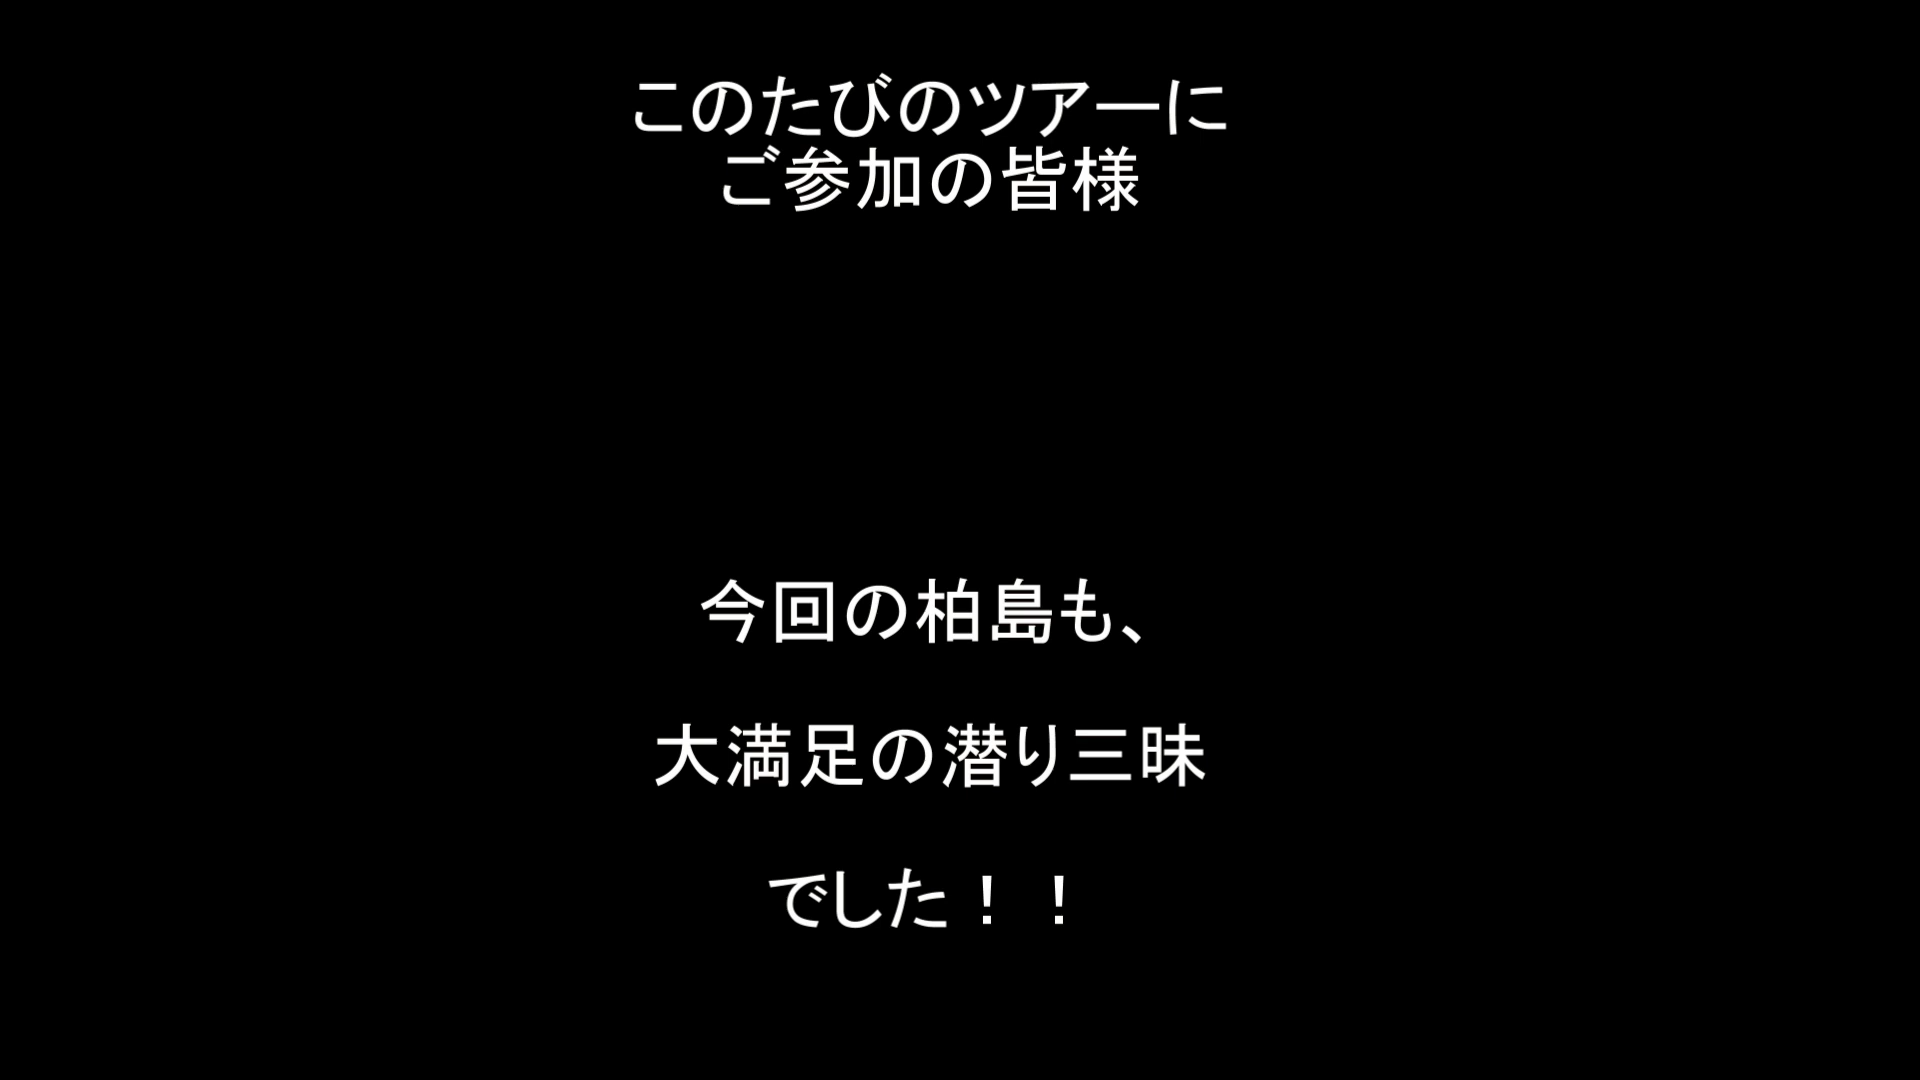 このたびのツアーに
ご参加の皆様
今回の柏島も、
大満足の潜り三昧
でした！！